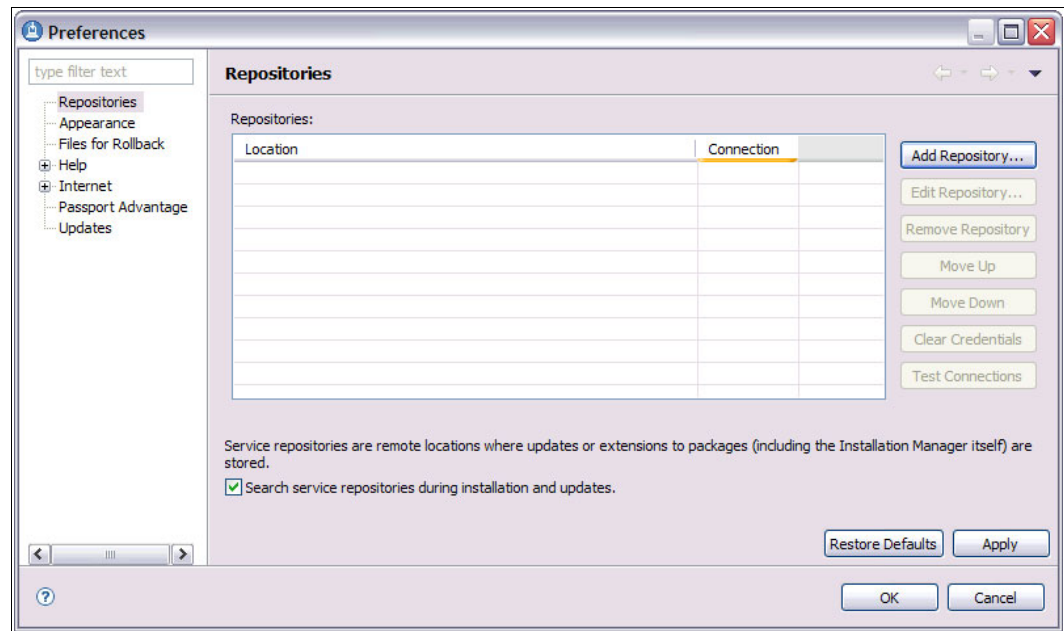 Preferences
type filter text
Repositories
Appearance
Files for Rollback
Help
Internet
Passport Advantage
Updates
Repositories
Repositories:
Location
Connection
Add Repository...
Edit Repository...
Remove Repository
Move Up
Move Down
Clear Credentials
Test Connections
Service repositories are remote locations where updates or extensions to packages (including the Installation Manager itself) are
stored.
Search service repositories during installation and updates.
Restore Defaults
Apply
OK
Cancel